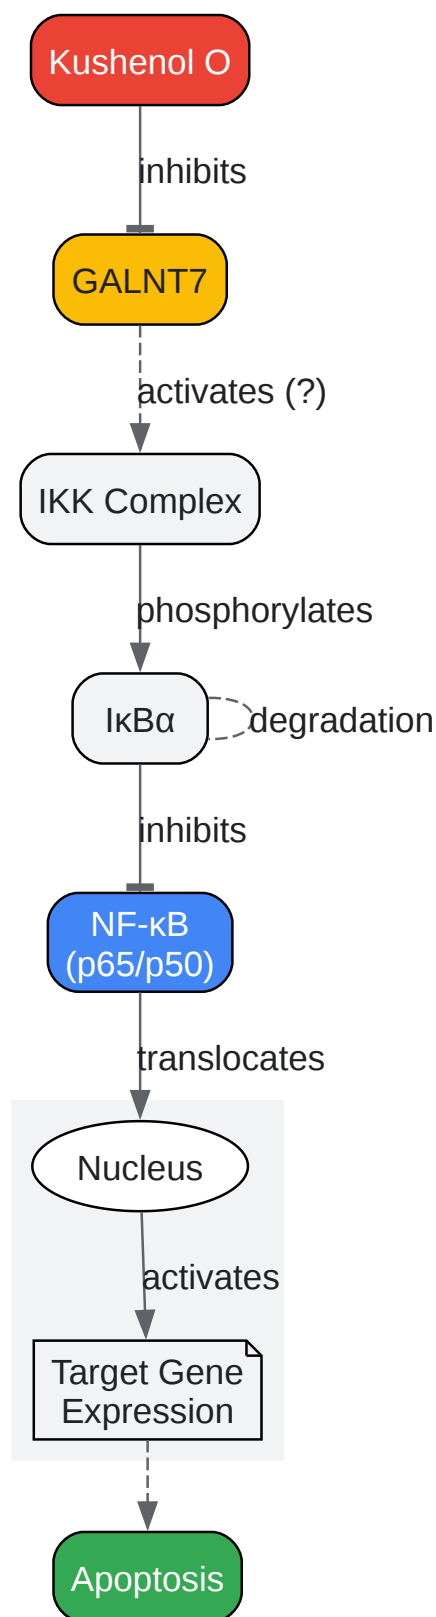 Kushenol O
inhibits
GALNT7
activates (?)
IKK Complex
phosphorylates
IκBα
degradation
inhibits
NF-κB
(p65/p50)
translocates
Nucleus
activates
Target Gene
Expression
Apoptosis